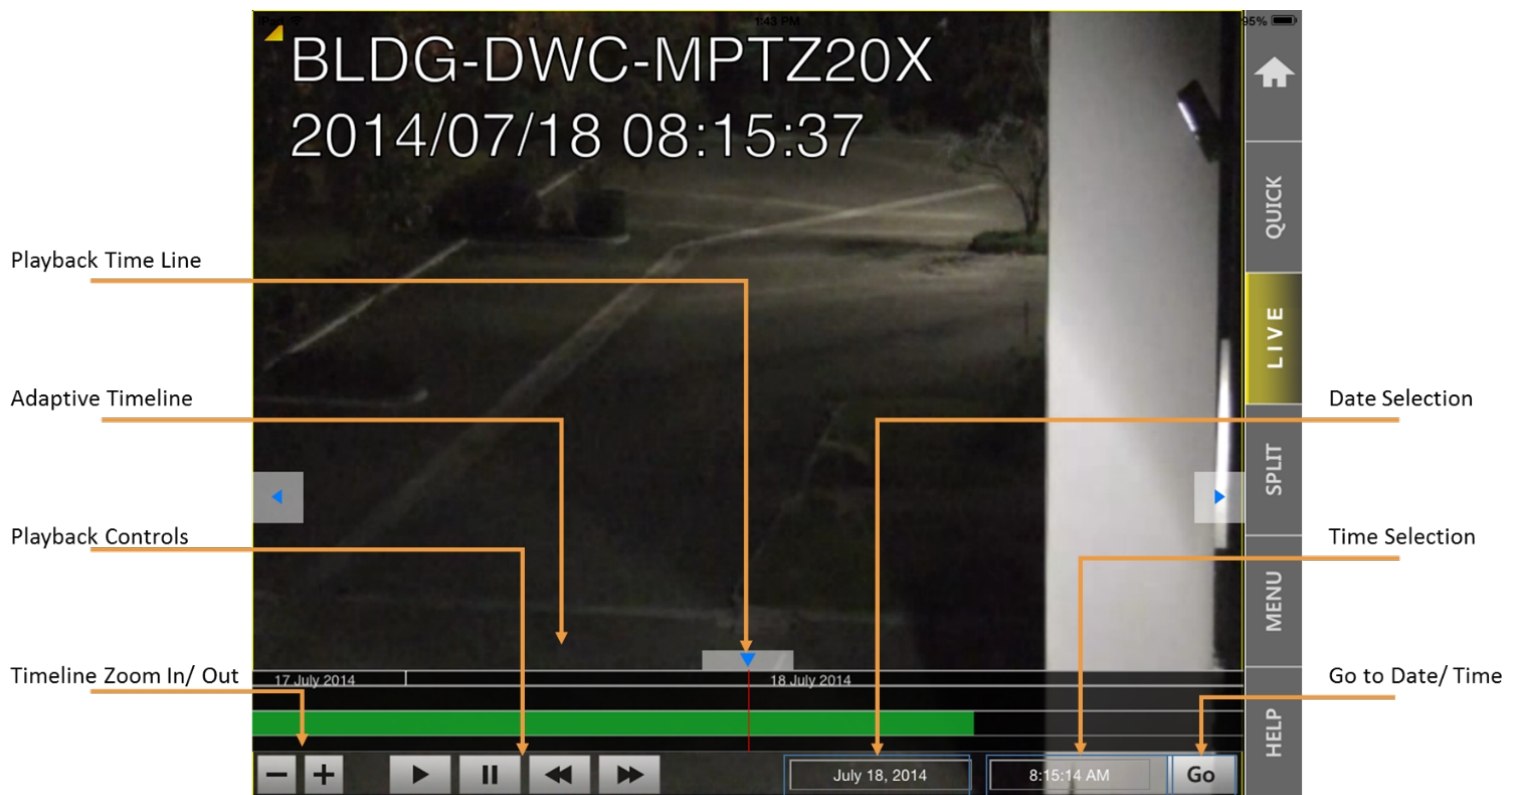 iPad 1:43 PM 95%
BLDG-DWC-MPTZ20X
2014/07/18 08:15:37
QUICK
LIVE
SPLIT
MENU
HELP
Playback Time Line
Adaptive Timeline
Playback Controls
Timeline Zoom In/ Out
Date Selection
Time Selection
Go to Date/ Time
17 July 2014
18 July 2014
July 18, 2014
8:15:14 AM
Go